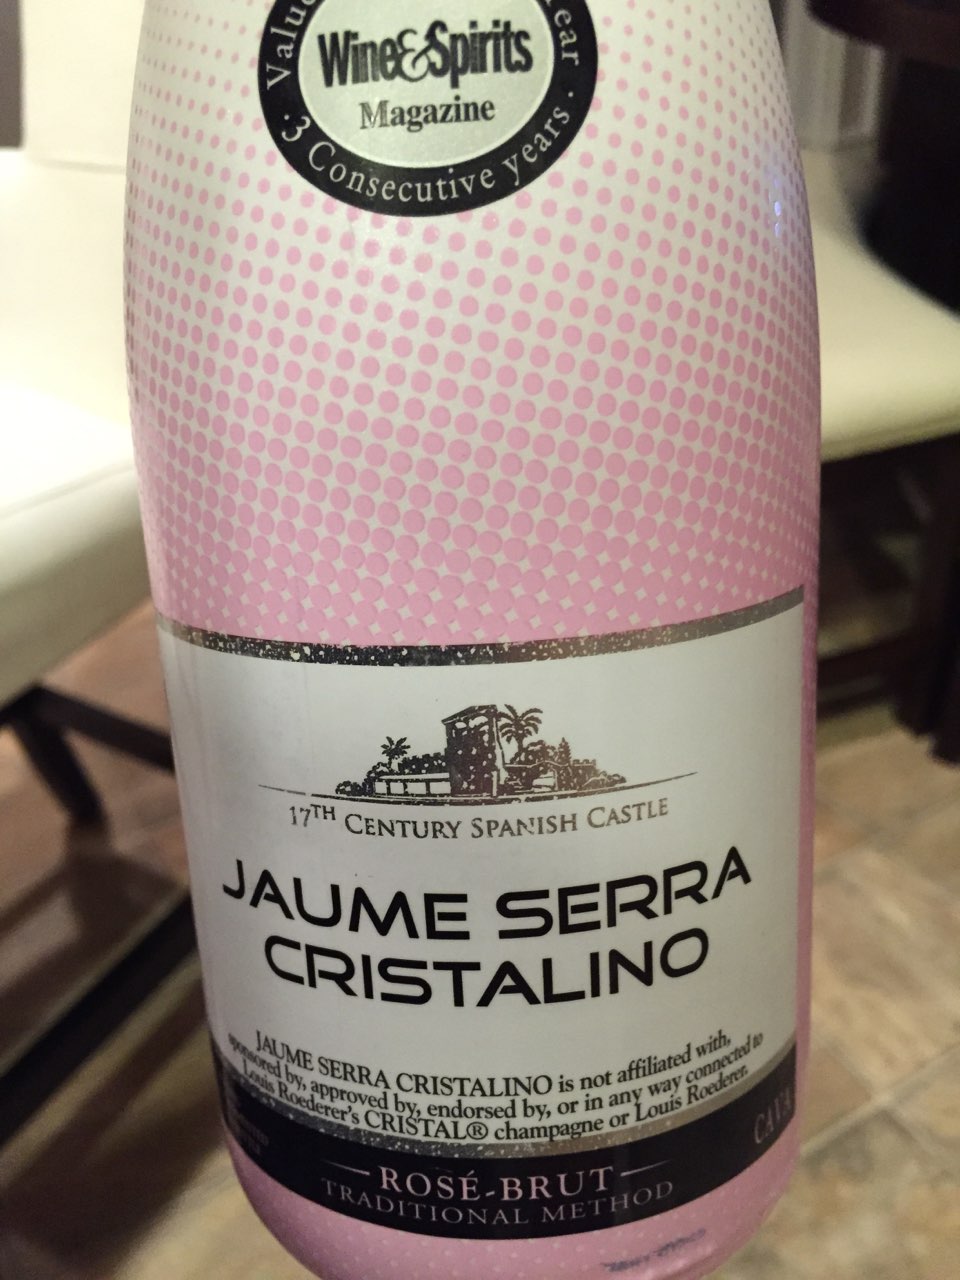 Value
Year
Wine&Spirits
Magazine
· 3 Consecutive years ·
17TH CENTURY SPANISH CASTLE
JAUME SERRA
CRISTALINO
JAUME SERRA CRISTALINO is not affiliated with,
sponsored by, approved by, endorsed by, or in any way connected to
Louis Roederer's CRISTAL® champagne or Louis Roederer.
CAVA
ROSÉ-BRUT
TRADITIONAL METHOD